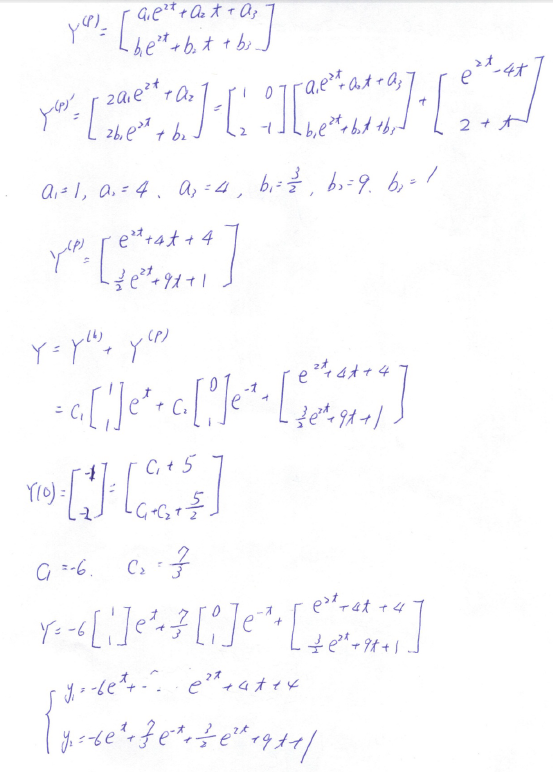 Y^(p) = [ a₁e^2t + a₂t + a₃ ; b₁e^2t + b₂t + b₃ ]
Y^(p)' = [ 2a₁e^2t + a₂ ; 2b₁e^2t + b₂ ] = [ 1 0 ; 2 -1 ] [ a₁e^2t + a₂t + a₃ ; b₁e^2t + b₂t + b₃ ] + [ e^2t - 4t ; 2 + t ]
a₁ = 1, a₂ = 4, a₃ = 4, b₁ = 3/2, b₂ = 9, b₃ = 1
Y^(p) = [ e^2t + 4t + 4 ; 3/2 e^2t + 9t + 1 ]
Y = Y^(h) + Y^(p)
= c₁ [ 1 ; 1 ] e^t + c₂ [ 0 ; 1 ] e^-t + [ e^2t + 4t + 4 ; 3/2 e^2t + 9t + 1 ]
Y(0) = [ -1 ; -2 ] = [ C₁ + 5 ; C₁ + C₂ + 5/2 ]
C₁ = -6, C₂ = 7/3
Y = -6 [ 1 ; 1 ] e^t + 7/3 [ 0 ; 1 ] e^-t + [ e^2t + 4t + 4 ; 3/2 e^2t + 9t + 1 ]
y₁ = -6e^t + e^2t + 4t + 4
y₂ = -6e^t + 7/3 e^-t + 3/2 e^2t + 9t + 1